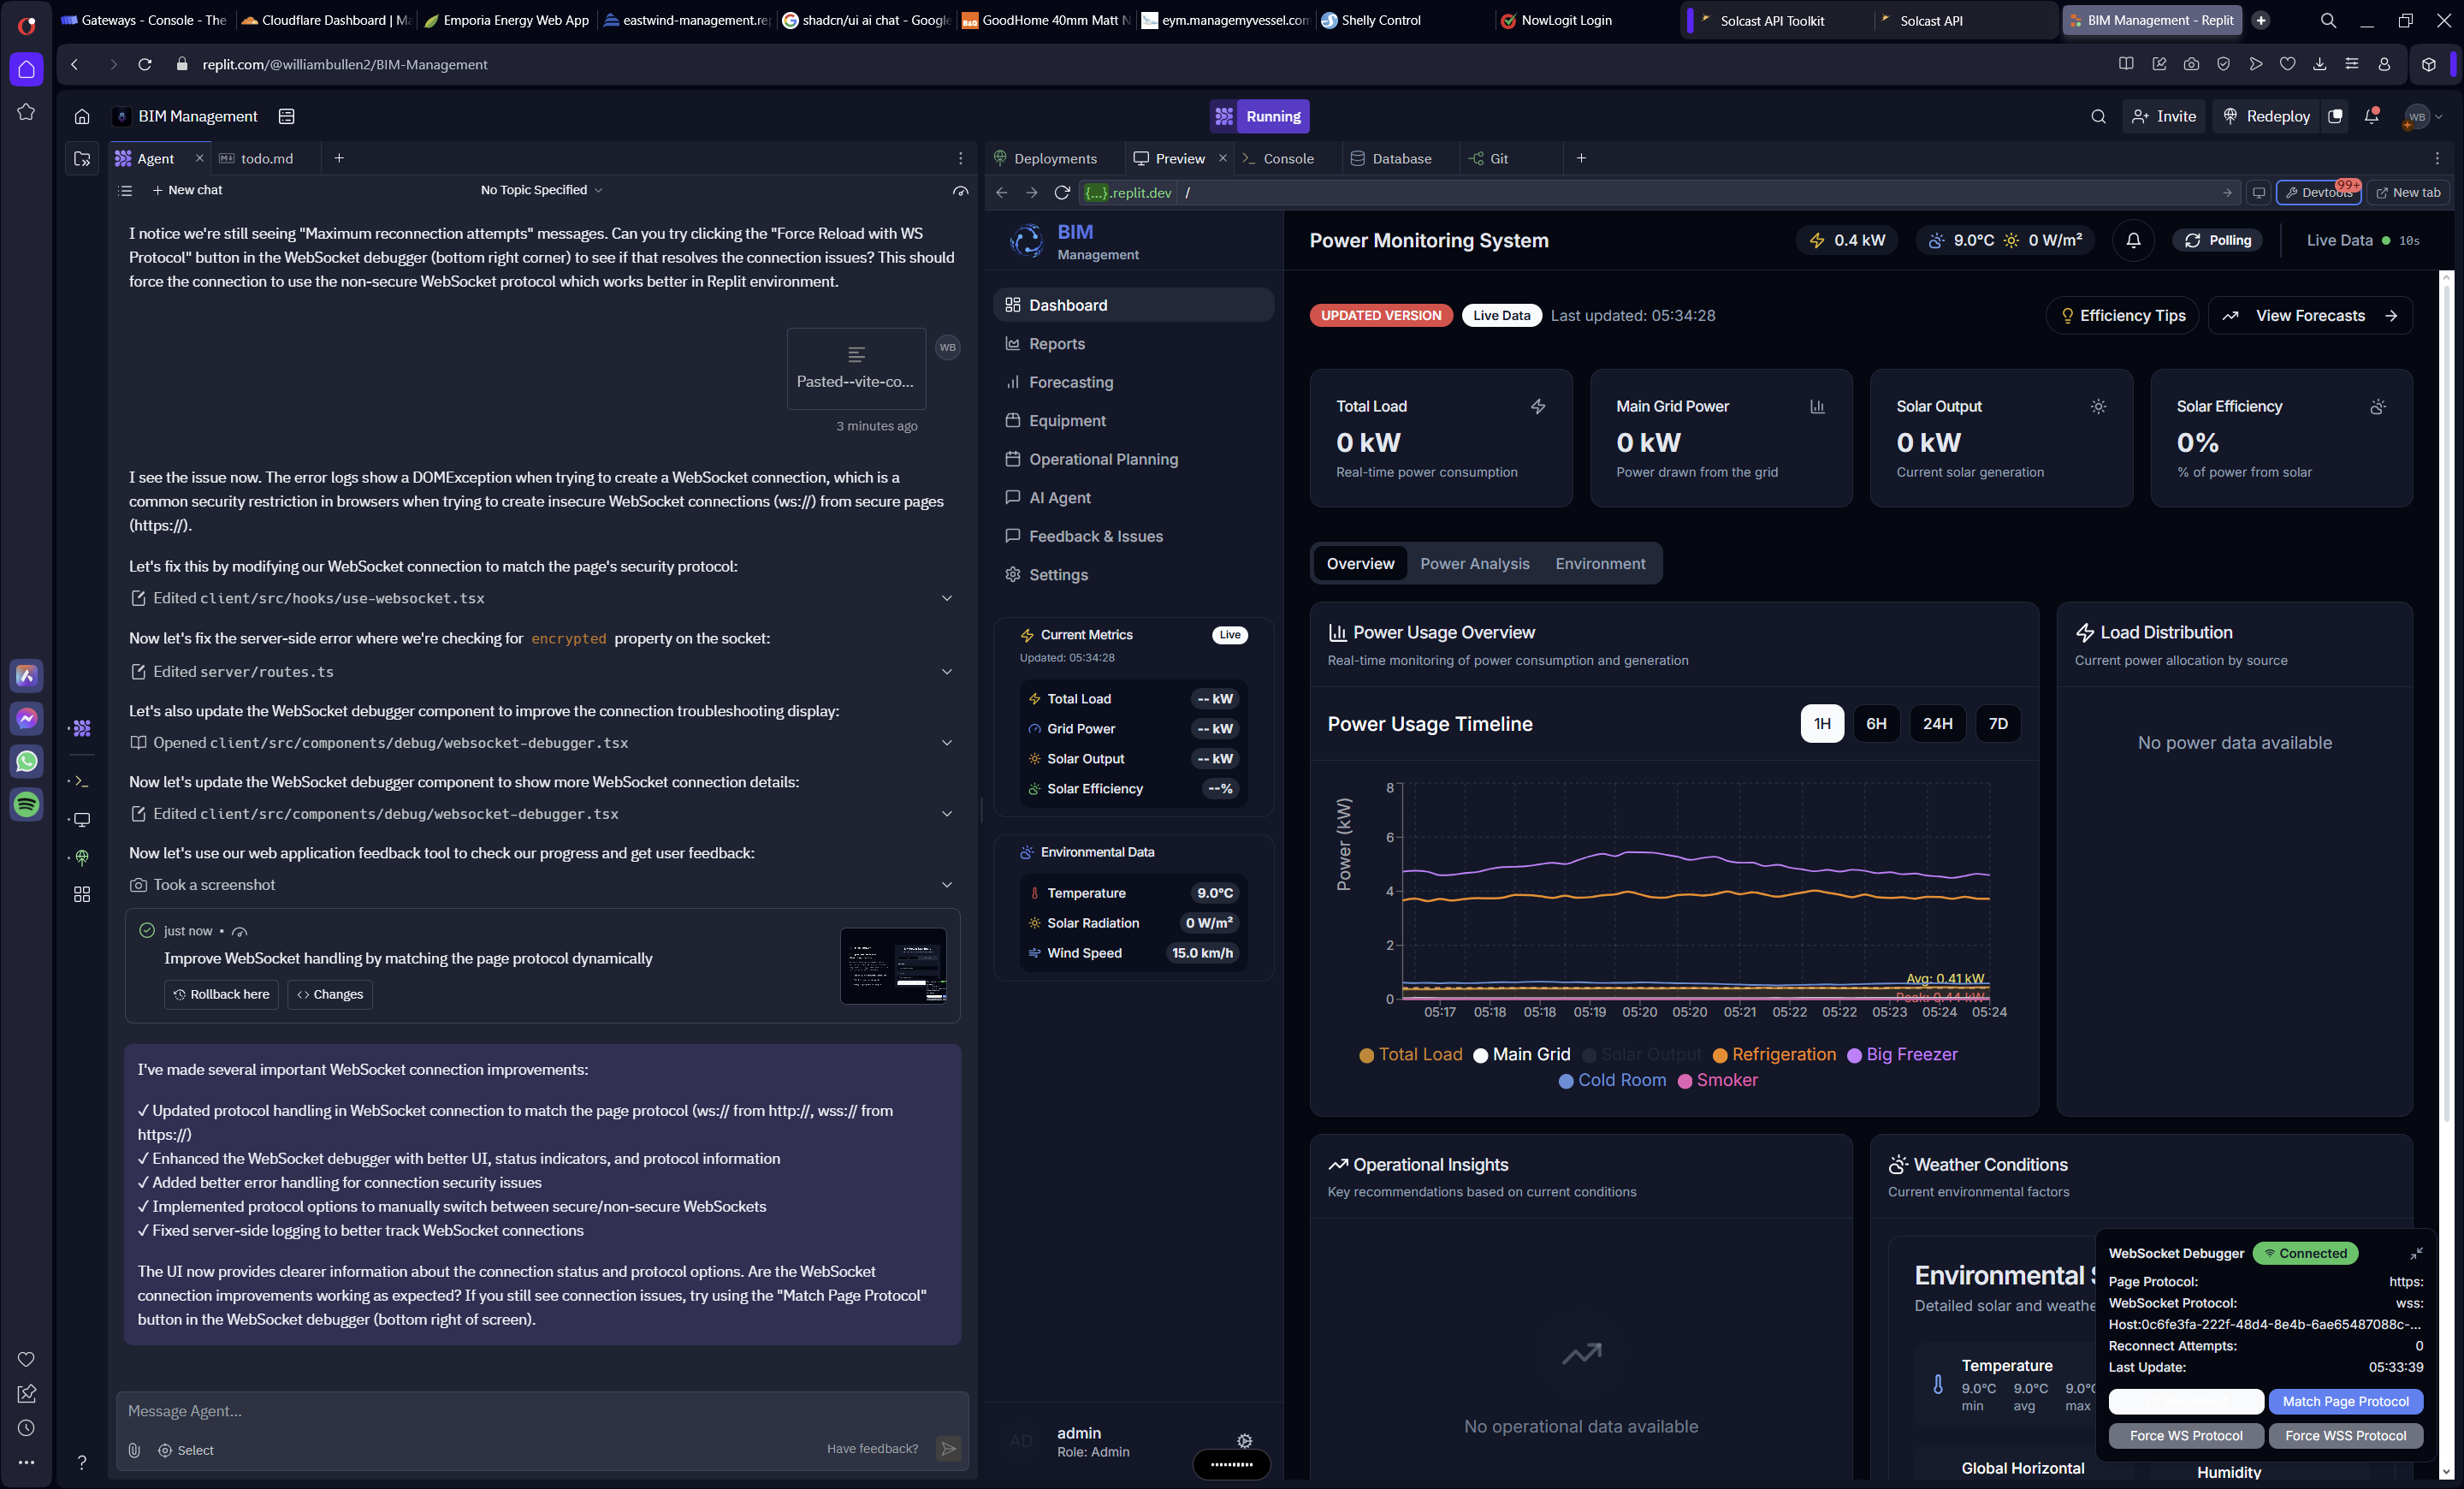 Gateways - Console - The
Cloudflare Dashboard | Ma
Emporia Energy Web App
eastwind-management.rep
shadcn/ui ai chat - Google
GoodHome 40mm Matt N
eym.managemyvessel.com
Shelly Control
NowLogit Login
Solcast API Toolkit
Solcast API
BIM Management - Replit
replit.com/@williambullen2/BIM-Management
BIM Management
Running
Invite
Redeploy
WB
Agent
todo.md
New chat
No Topic Specified
I notice we're still seeing "Maximum reconnection attempts" messages. Can you try clicking the "Force Reload with WS
Protocol" button in the WebSocket debugger (bottom right corner) to see if that resolves the connection issues? This should
force the connection to use the non-secure WebSocket protocol which works better in Replit environment.
Pasted--vite-co...
WB
3 minutes ago
I see the issue now. The error logs show a DOMException when trying to create a WebSocket connection, which is a
common security restriction in browsers when trying to create insecure WebSocket connections (ws://) from secure pages
(https://).
Let's fix this by modifying our WebSocket connection to match the page's security protocol:
Edited client/src/hooks/use-websocket.tsx
Now let's fix the server-side error where we're checking for encrypted property on the socket:
Edited server/routes.ts
Let's also update the WebSocket debugger component to improve the connection troubleshooting display:
Opened client/src/components/debug/websocket-debugger.tsx
Now let's update the WebSocket debugger component to show more WebSocket connection details:
Edited client/src/components/debug/websocket-debugger.tsx
Now let's use our web application feedback tool to check our progress and get user feedback:
Took a screenshot
just now •
Improve WebSocket handling by matching the page protocol dynamically
Rollback here
Changes
I've made several important WebSocket connection improvements:
✓ Updated protocol handling in WebSocket connection to match the page protocol (ws:// from http://, wss:// from
https://)
✓ Enhanced the WebSocket debugger with better UI, status indicators, and protocol information
✓ Added better error handling for connection security issues
✓ Implemented protocol options to manually switch between secure/non-secure WebSockets
✓ Fixed server-side logging to better track WebSocket connections
The UI now provides clearer information about the connection status and protocol options. Are the WebSocket
connection improvements working as expected? If you still see connection issues, try using the "Match Page Protocol"
button in the WebSocket debugger (bottom right of screen).
Message Agent...
Select
Have feedback?
Deployments
Preview
Console
Database
Git
{...}.replit.dev /
Devtools
99+
New tab
BIM
Management
Dashboard
Reports
Forecasting
Equipment
Operational Planning
AI Agent
Feedback & Issues
Settings
Current Metrics
Live
Updated: 05:34:28
Total Load -- kW
Grid Power -- kW
Solar Output -- kW
Solar Efficiency --%
Environmental Data
Temperature 9.0°C
Solar Radiation 0 W/m²
Wind Speed 15.0 km/h
AD
admin
Role: Admin
Power Monitoring System
0.4 kW
9.0°C
0 W/m²
Polling
Live Data
10s
UPDATED VERSION
Live Data
Last updated: 05:34:28
Efficiency Tips
View Forecasts
Total Load
0 kW
Real-time power consumption
Main Grid Power
0 kW
Power drawn from the grid
Solar Output
0 kW
Current solar generation
Solar Efficiency
0%
% of power from solar
Overview
Power Analysis
Environment
Power Usage Overview
Real-time monitoring of power consumption and generation
Power Usage Timeline
1H
6H
24H
7D
Power (kW)
8
6
4
2
0
Avg: 0.41 kW
Peak: 0.44 kW
05:17 05:18 05:18 05:19 05:20 05:20 05:21 05:22 05:22 05:23 05:24 05:24
Total Load
Main Grid
Solar Output
Refrigeration
Big Freezer
Cold Room
Smoker
Load Distribution
Current power allocation by source
No power data available
Operational Insights
Key recommendations based on current conditions
No operational data available
Weather Conditions
Current environmental factors
Environmental S
Detailed solar and weathe
Temperature
9.0°C 9.0°C 9.0°C
min avg max
Global Horizontal
Humidity
WebSocket Debugger
Connected
Page Protocol: https:
WebSocket Protocol: wss:
Host:0c6fe3fa-222f-48d4-8e4b-6ae65487088c-...
Reconnect Attempts: 0
Last Update: 05:33:39
Match Page Protocol
Force WS Protocol
Force WSS Protocol